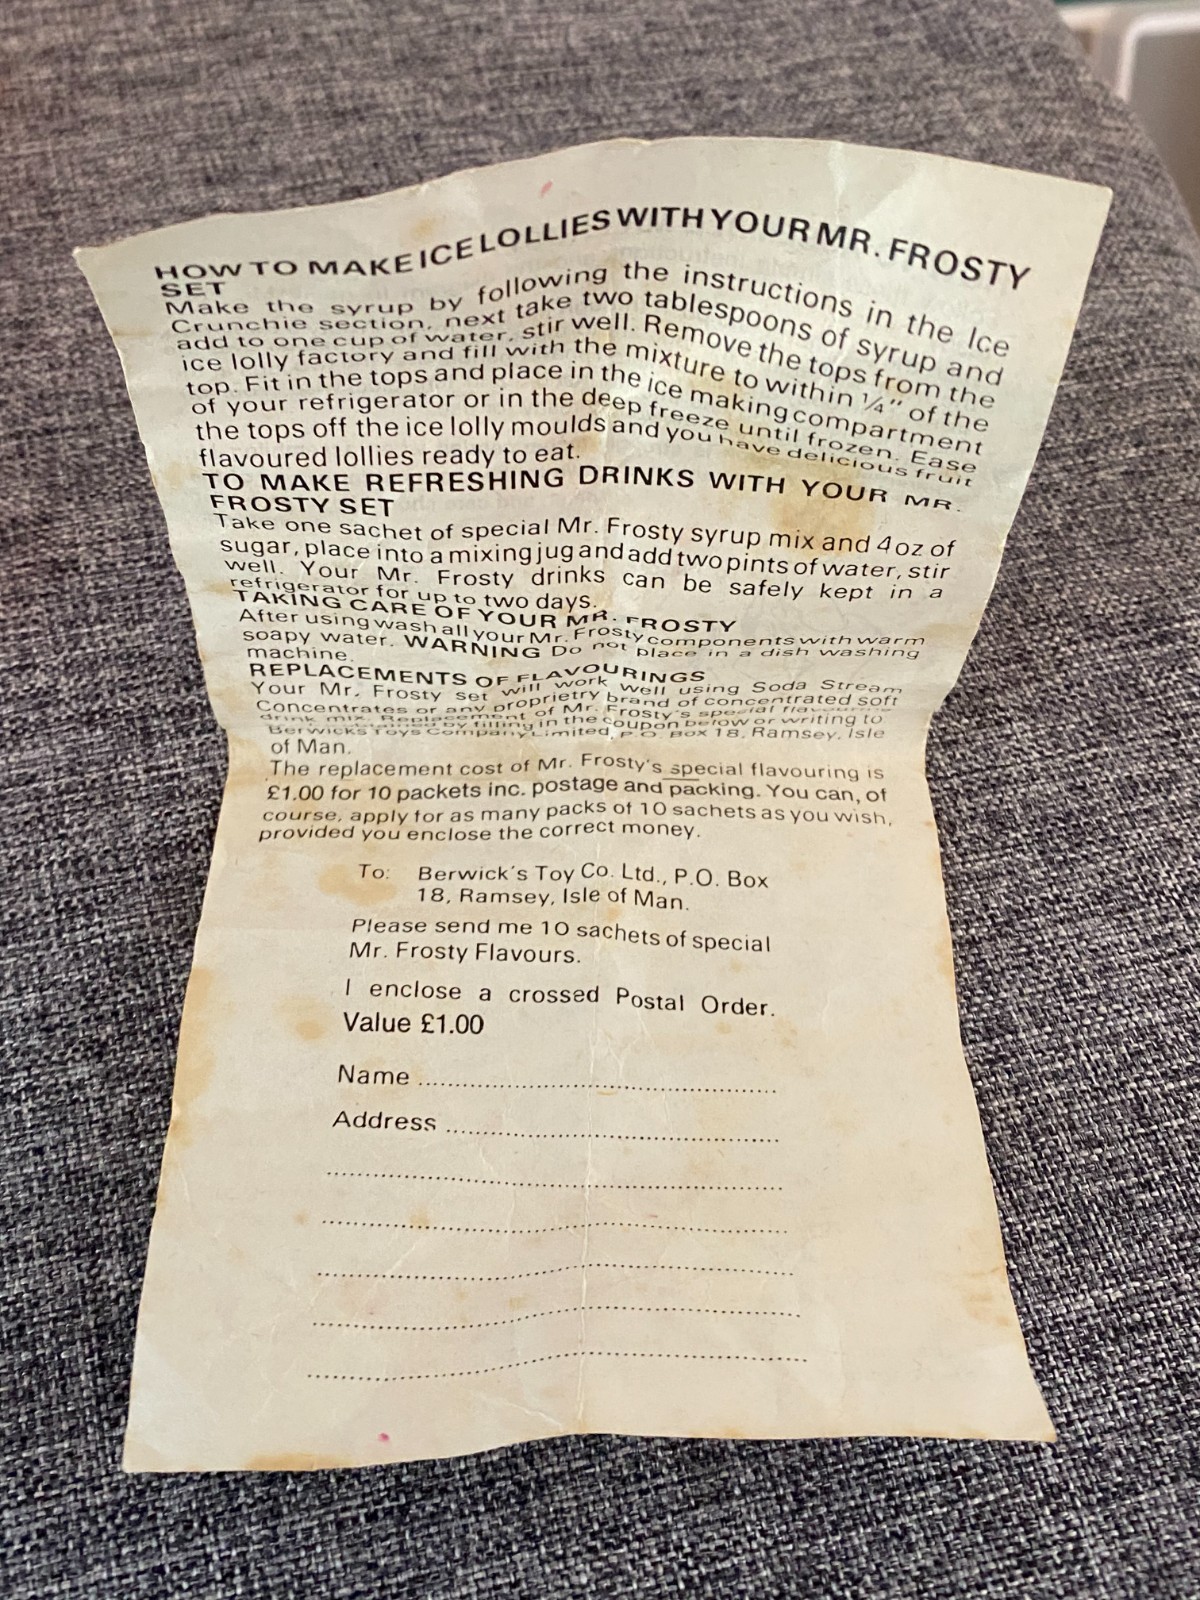 HOW TO MAKE ICE LOLLIES WITH YOUR MR. FROSTY
SET
Make the syrup by following the instructions in the Ice
Crunchie section, next take two tablespoons of syrup and
add to one cup of water, stir well. Remove the tops from the
ice lolly factory and fill with the mixture to within ¼" of the
top. Fit in the tops and place in the ice making compartment
of your refrigerator or in the deep freeze until frozen. Ease
the tops off the ice lolly moulds and you have delicious fruit
flavoured lollies ready to eat.
TO MAKE REFRESHING DRINKS WITH YOUR MR.
FROSTY SET
Take one sachet of special Mr. Frosty syrup mix and 4 oz of
sugar, place into a mixing jug and add two pints of water, stir
well. Your Mr. Frosty drinks can be safely kept in a
refrigerator for up to two days.
TAKING CARE OF YOUR MR. FROSTY
After using wash all your Mr. Frosty components with warm
soapy water. WARNING Do not place in a dish washing
machine.
REPLACEMENTS OF FLAVOURINGS
Your Mr. Frosty set will work well using Soda Stream
Concentrates or any proprietry brand of concentrated soft
drink mix. Replacement of Mr. Frosty's special flavouring
by filling in the coupon below or writing to
Berwicks Toys Company Limited, P.O. Box 18, Ramsey, Isle
of Man.
The replacement cost of Mr. Frosty's special flavouring is
£1.00 for 10 packets inc. postage and packing. You can, of
course, apply for as many packs of 10 sachets as you wish,
provided you enclose the correct money.
To: Berwick's Toy Co. Ltd., P.O. Box
18, Ramsey, Isle of Man.
Please send me 10 sachets of special
Mr. Frosty Flavours.
I enclose a crossed Postal Order.
Value £1.00
Name
Address